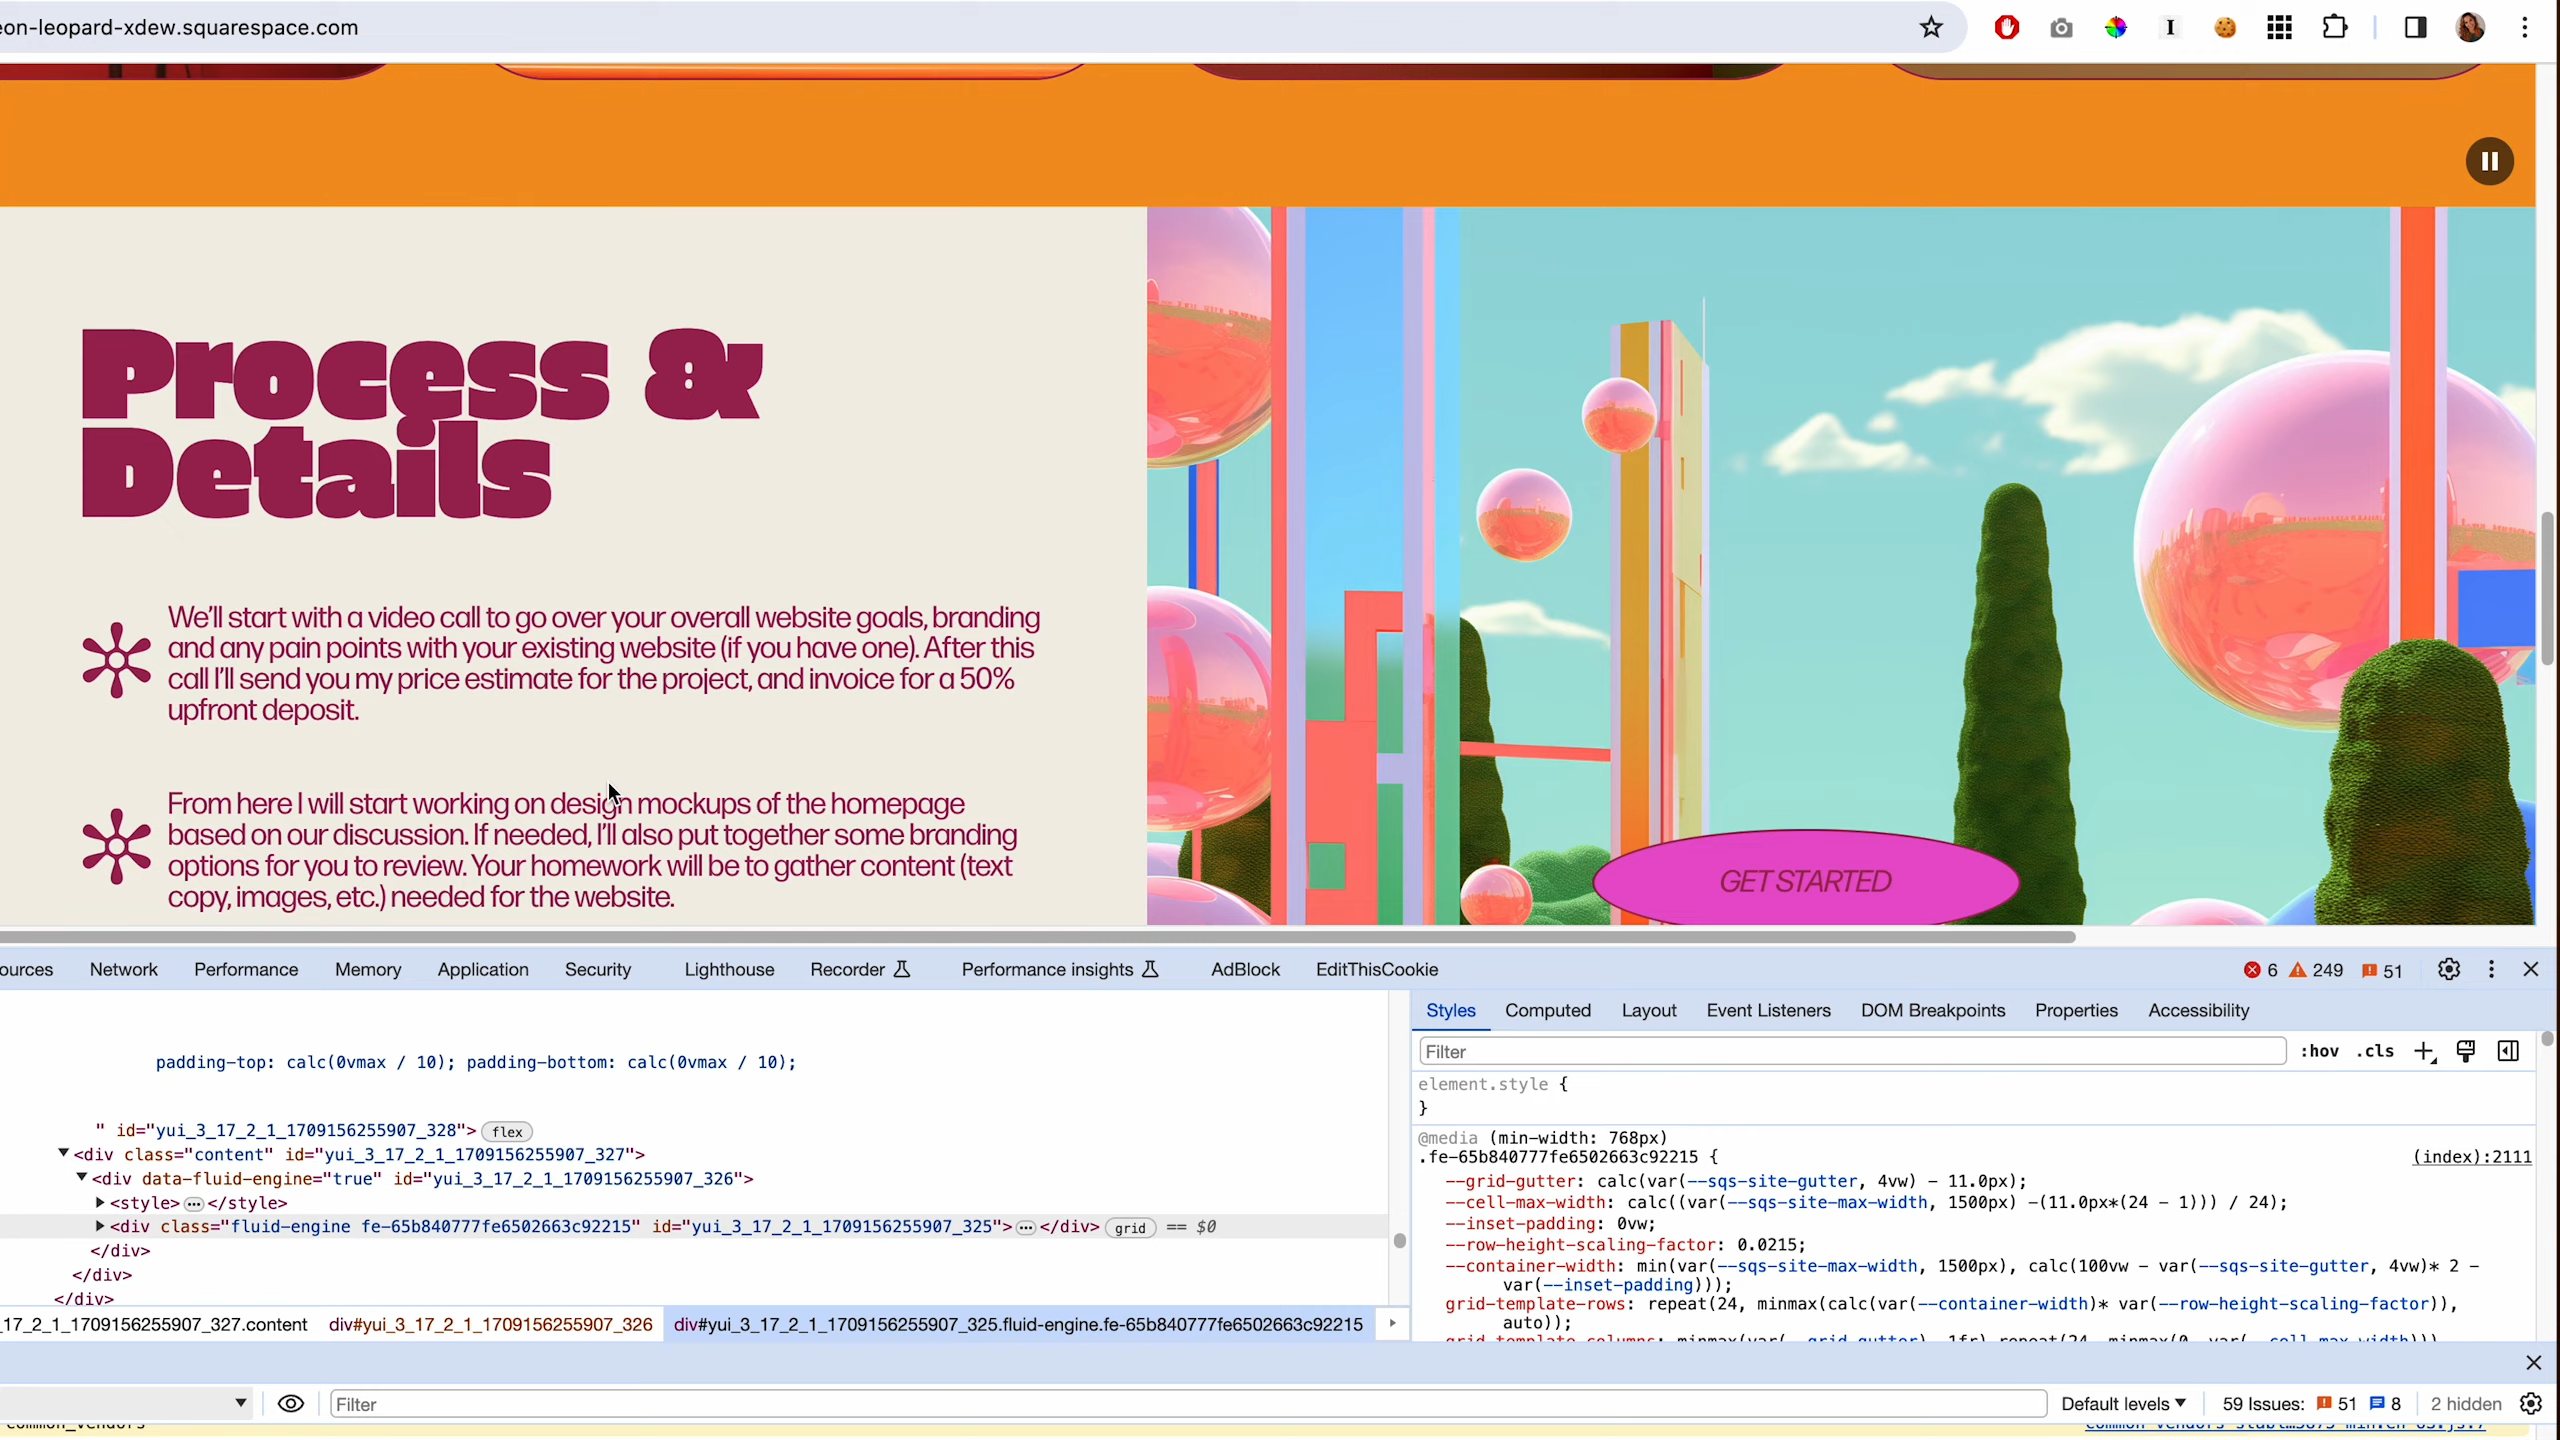 eon-leopard-xdew.squarespace.com
Process &
Details
We'll start with a video call to go over your overall website goals, branding
and any pain points with your existing website (if you have one). After this
call I'll send you my price estimate for the project, and invoice for a 50%
upfront deposit.
From here I will start working on design mockups of the homepage
based on our discussion. If needed, I'll also put together some branding
options for you to review. Your homework will be to gather content (text
copy, images, etc.) needed for the website.
GET STARTED
ources Network Performance Memory Application Security Lighthouse Recorder Performance insights AdBlock EditThisCookie 6 249 51
padding-top: calc(0vmax / 10); padding-bottom: calc(0vmax / 10);
" id="yui_3_17_2_1_1709156255907_328"> flex
<div class="content" id="yui_3_17_2_1_1709156255907_327">
<div data-fluid-engine="true" id="yui_3_17_2_1_1709156255907_326">
<style> … </style>
<div class="fluid-engine fe-65b840777fe6502663c92215" id="yui_3_17_2_1_1709156255907_325"> … </div> grid == $0
</div>
</div>
</div>
17_2_1_1709156255907_327.content div#yui_3_17_2_1_1709156255907_326 div#yui_3_17_2_1_1709156255907_325.fluid-engine.fe-65b840777fe6502663c92215
Styles Computed Layout Event Listeners DOM Breakpoints Properties Accessibility
Filter :hov .cls
element.style {
}
@media (min-width: 768px)
.fe-65b840777fe6502663c92215 { (index):2111
--grid-gutter: calc(var(--sqs-site-gutter, 4vw) - 11.0px);
--cell-max-width: calc((var(--sqs-site-max-width, 1500px) -(11.0px*(24 - 1))) / 24);
--inset-padding: 0vw;
--row-height-scaling-factor: 0.0215;
--container-width: min(var(--sqs-site-max-width, 1500px), calc(100vw - var(--sqs-site-gutter, 4vw)* 2 -
var(--inset-padding)));
grid-template-rows: repeat(24, minmax(calc(var(--container-width)* var(--row-height-scaling-factor)),
auto));
Filter Default levels 59 Issues: 51 8 2 hidden